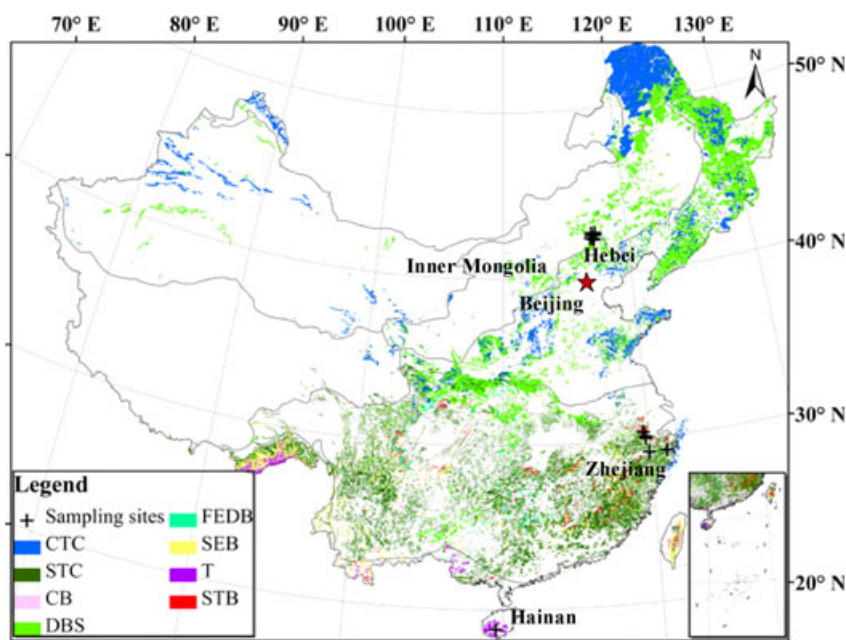 70° E 80° E 90° E 100° E 110° E 120° E 130° E
N
50° N
40° N
Hebei
Inner Mongolia
Beijing
30° N
Zhejiang
Legend
Sampling sites
FEDB
CTC
SEB
STC
T
CB
STB
DBS
20° N
Hainan